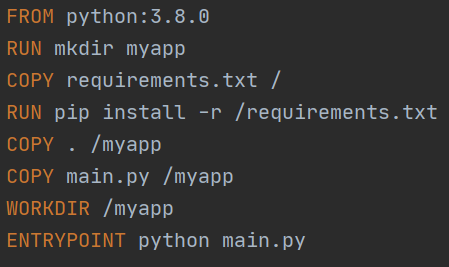 FROM python:3.8.0
RUN mkdir myapp
COPY requirements.txt /
RUN pip install -r /requirements.txt
COPY . /myapp
COPY main.py /myapp
WORKDIR /myapp
ENTRYPOINT python main.py